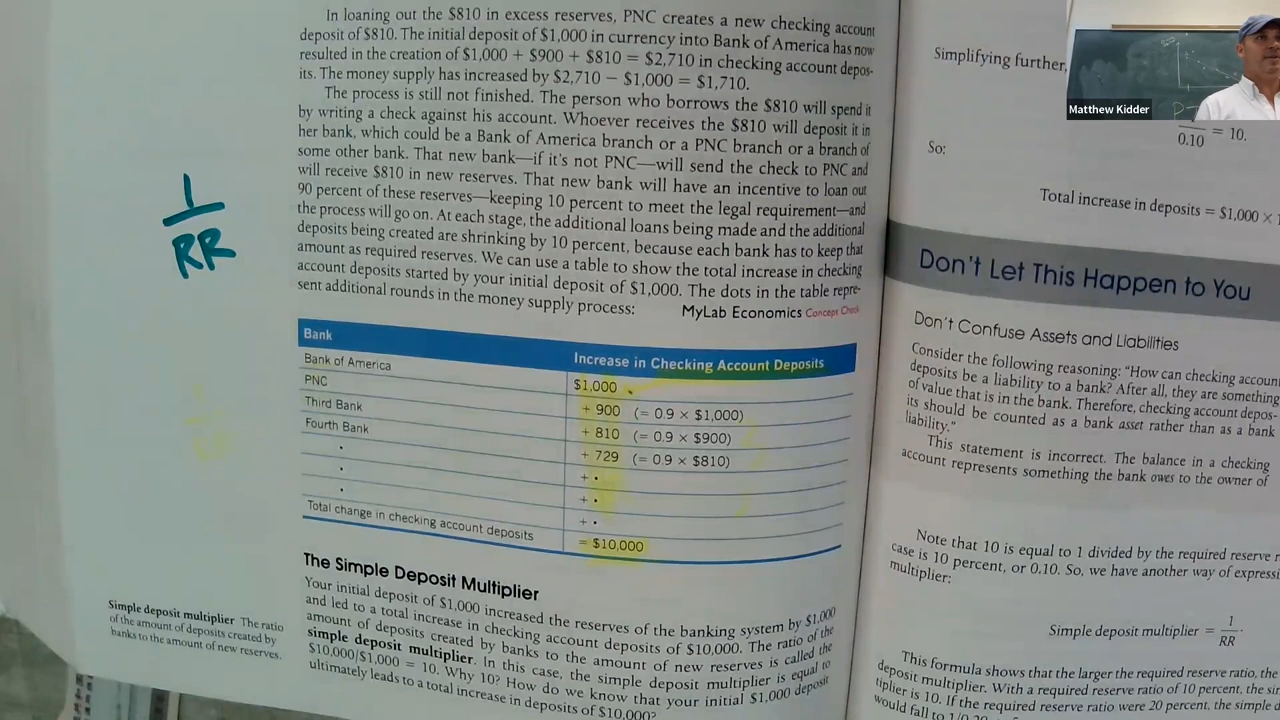 In loaning out the $810 in excess reserves, PNC creates a new checking account
deposit of $810. The initial deposit of $1,000 in currency into Bank of America has now
resulted in the creation of $1,000 + $900 + $810 = $2,710 in checking account depos-
its. The money supply has increased by $2,710 − $1,000 = $1,710.
The process is still not finished. The person who borrows the $810 will spend it
by writing a check against his account. Whoever receives the $810 will deposit it in
her bank, which could be a Bank of America branch or a PNC branch or a branch of
some other bank. That new bank—if it's not PNC—will send the check to PNC and
will receive $810 in new reserves. That new bank will have an incentive to loan out
90 percent of these reserves—keeping 10 percent to meet the legal requirement—and
the process will go on. At each stage, the additional loans being made and the additional
deposits being created are shrinking by 10 percent, because each bank has to keep that
amount as required reserves. We can use a table to show the total increase in checking
account deposits started by your initial deposit of $1,000. The dots in the table repre-
sent additional rounds in the money supply process: MyLab Economics Concept Check
1
RR
Bank Increase in Checking Account Deposits
Bank of America $1,000
PNC + 900 (= 0.9 × $1,000)
Third Bank + 810 (= 0.9 × $900)
Fourth Bank + 729 (= 0.9 × $810)
• + •
• + •
• + •
Total change in checking account deposits = $10,000
The Simple Deposit Multiplier
Your initial deposit of $1,000 increased the reserves of the banking system by $1,000
and led to a total increase in checking account deposits of $10,000. The ratio of the
amount of deposits created by banks to the amount of new reserves is called the
simple deposit multiplier. In this case, the simple deposit multiplier is equal to
$10,000/$1,000 = 10. Why 10? How do we know that your initial $1,000 deposit
ultimately leads to a total increase in deposits of $10,000?
Simple deposit multiplier The ratio
of the amount of deposits created by
banks to the amount of new reserves.
Simplifying further,
Matthew Kidder
0.10 = 10.
So:
Total increase in deposits = $1,000 ×
Don't Let This Happen to You
Don't Confuse Assets and Liabilities
Consider the following reasoning: "How can checking account
deposits be a liability to a bank? After all, they are something
of value that is in the bank. Therefore, checking account depos-
its should be counted as a bank asset rather than as a bank
liability."
This statement is incorrect. The balance in a checking
account represents something the bank owes to the owner of
Note that 10 is equal to 1 divided by the required reserve
case is 10 percent, or 0.10. So, we have another way of
multiplier:
Simple deposit multiplier = 1
RR.
This formula shows that the larger the required reserve ratio, the
deposit multiplier. With a required reserve ratio of 10 percent, the
tiplier is 10. If the required reserve ratio were 20 percent, the simple
would fall to